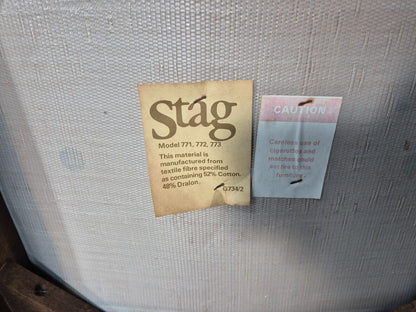 Stag
Model 771, 772, 773
This material is
manufactured from
textile fibre specified
as containing 52% Cotton.
48% Dralon.
G734/2
CAUTION
Careless use of
cigarettes and
matches could
set fire to this
furniture.